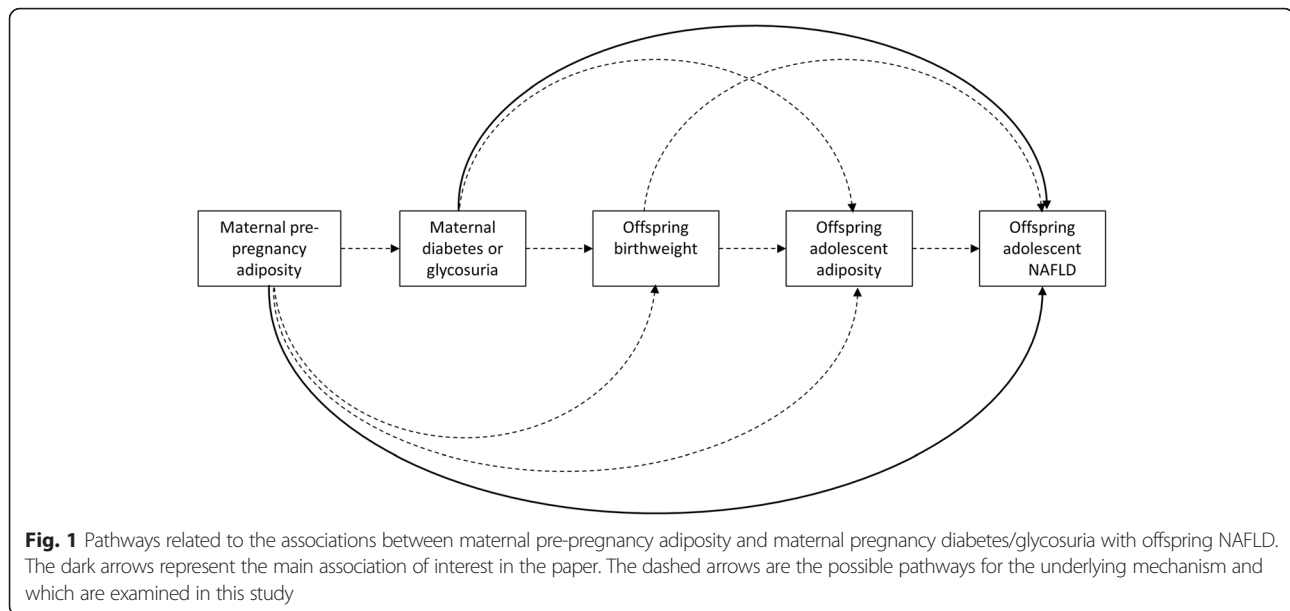 Maternal pre-
pregnancy
adiposity
Maternal
diabetes or
glycosuria
Offspring
birthweight
Offspring
adolescent
adiposity
Offspring
adolescent
NAFLD
Fig. 1 Pathways related to the associations between maternal pre-pregnancy adiposity and maternal pregnancy diabetes/glycosuria with offspring NAFLD.
The dark arrows represent the main association of interest in the paper. The dashed arrows are the possible pathways for the underlying mechanism and
which are examined in this study